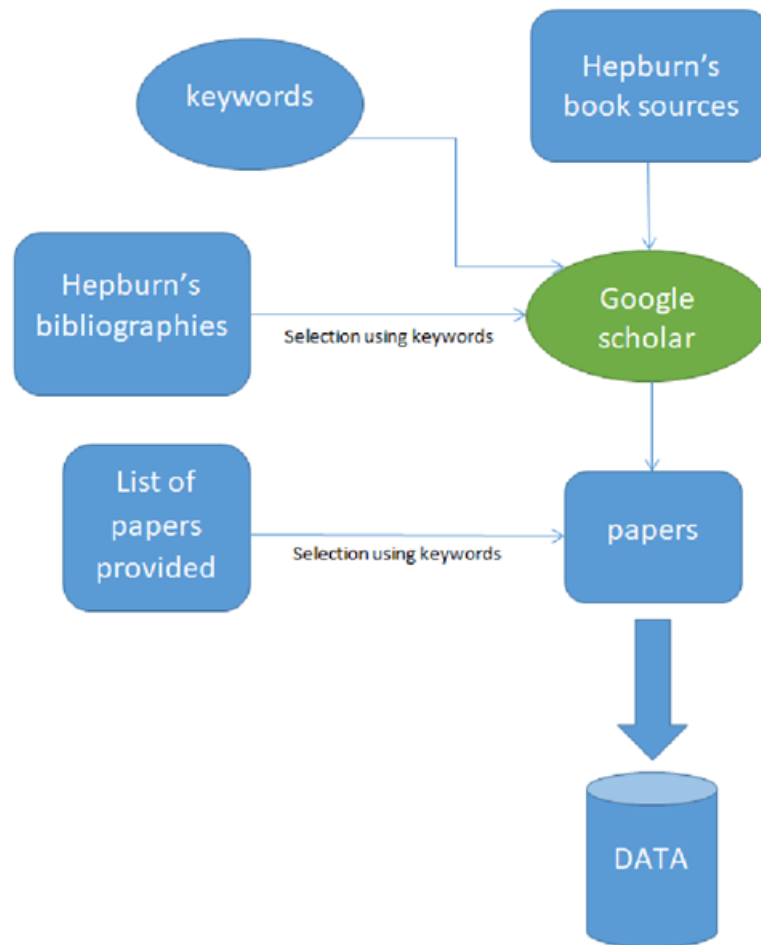 keywords
Hepburn's
book sources
Hepburn's
bibliographies
Selection using keywords
Google
scholar
List of
papers
provided
Selection using keywords
papers
DATA